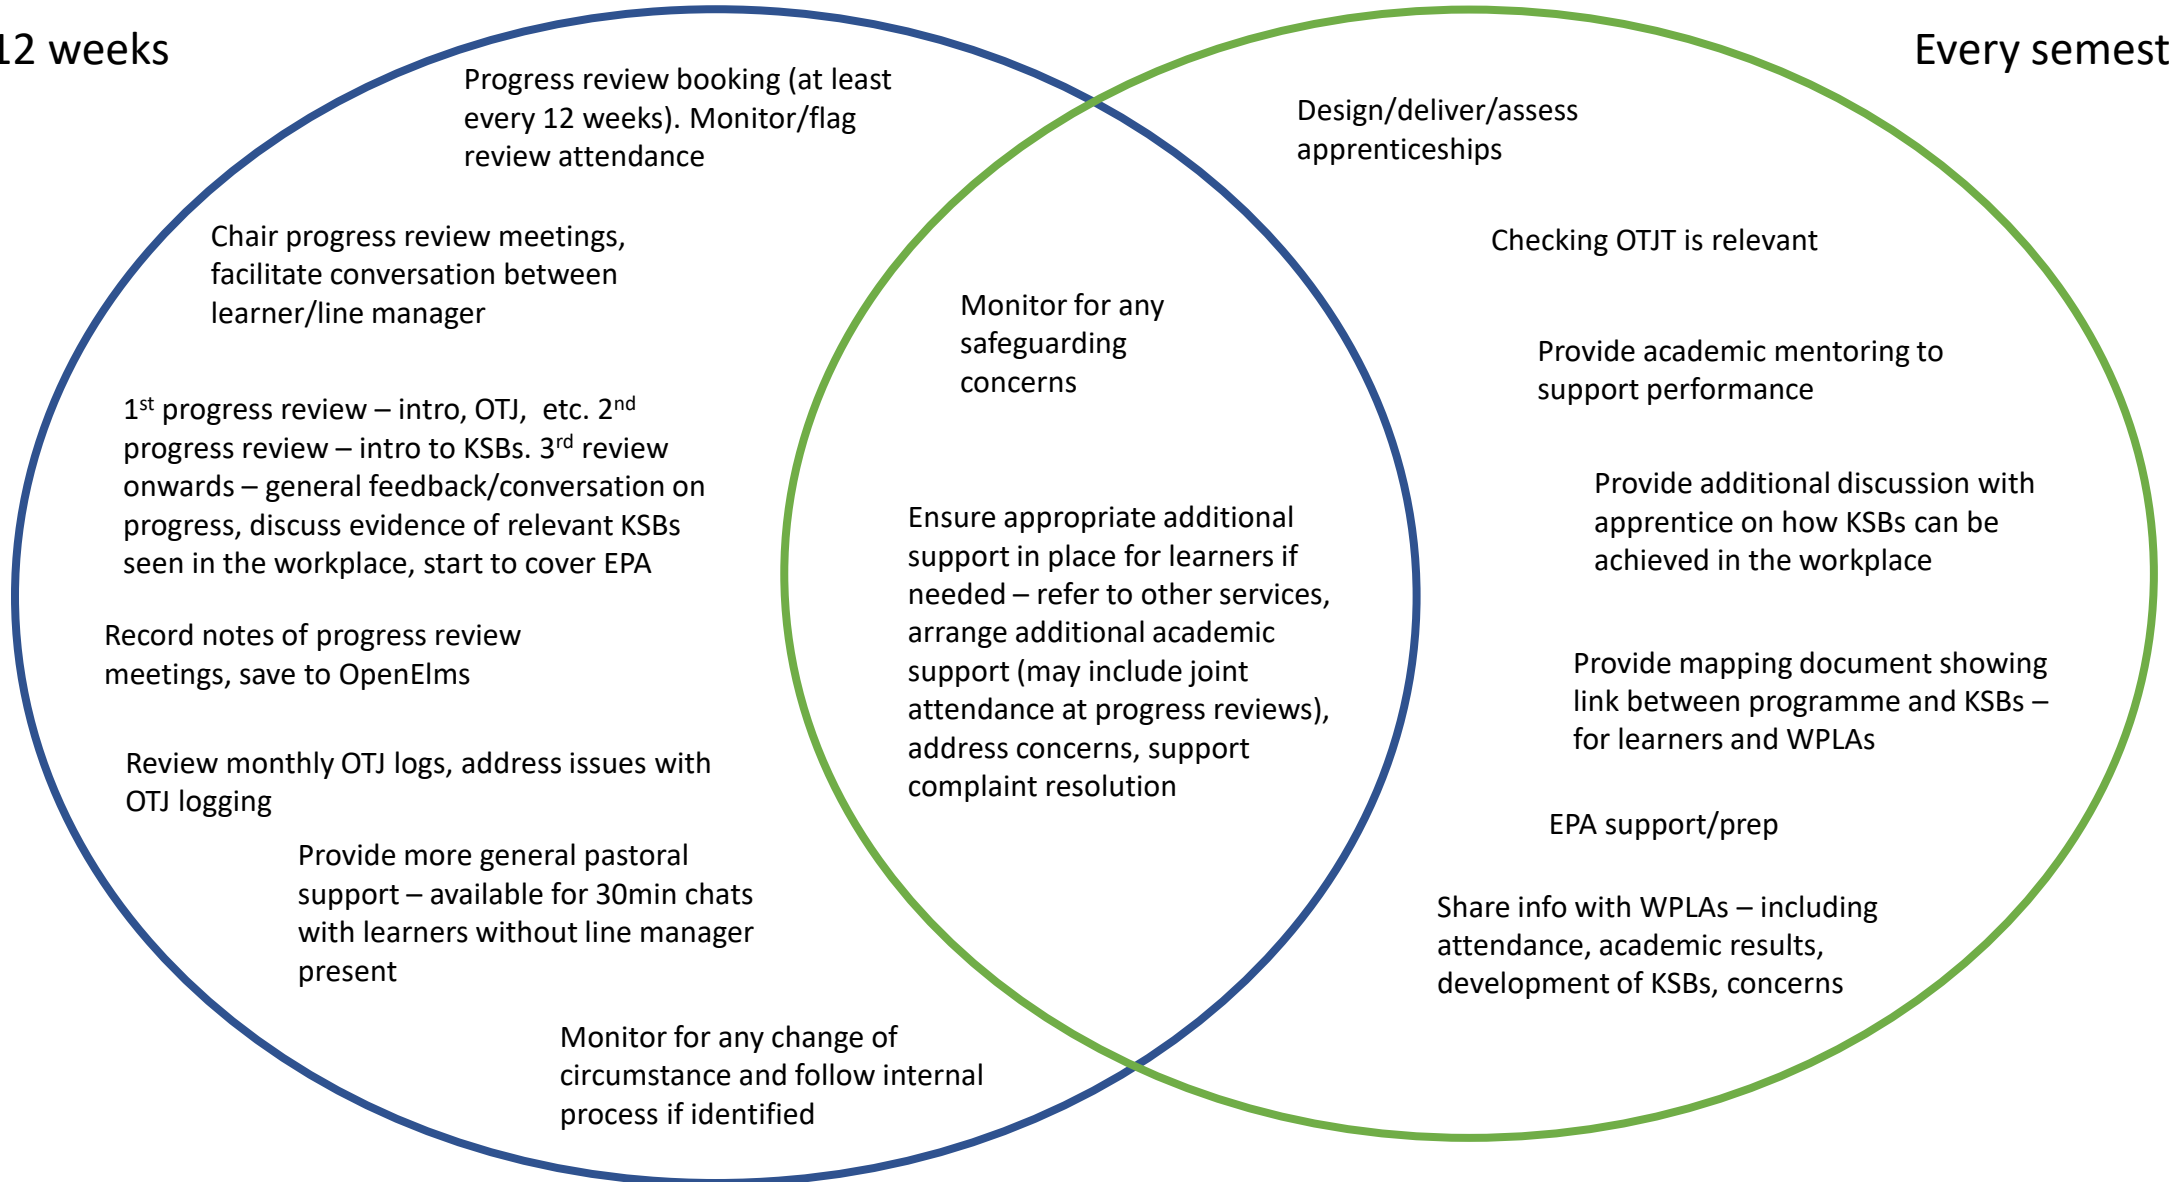 12 weeks
Every semest
Progress review booking (at least
every 12 weeks). Monitor/flag
review attendance
Chair progress review meetings,
facilitate conversation between
learner/line manager
1st progress review – intro, OTJ, etc. 2nd
progress review – intro to KSBs. 3rd review
onwards – general feedback/conversation on
progress, discuss evidence of relevant KSBs
seen in the workplace, start to cover EPA
Record notes of progress review
meetings, save to OpenElms
Review monthly OTJ logs, address issues with
OTJ logging
Provide more general pastoral
support – available for 30min chats
with learners without line manager
present
Monitor for any change of
circumstance and follow internal
process if identified
Monitor for any
safeguarding
concerns
Ensure appropriate additional
support in place for learners if
needed – refer to other services,
arrange additional academic
support (may include joint
attendance at progress reviews),
address concerns, support
complaint resolution
Design/deliver/assess
apprenticeships
Checking OTJT is relevant
Provide academic mentoring to
support performance
Provide additional discussion with
apprentice on how KSBs can be
achieved in the workplace
Provide mapping document showing
link between programme and KSBs –
for learners and WPLAs
EPA support/prep
Share info with WPLAs – including
attendance, academic results,
development of KSBs, concerns